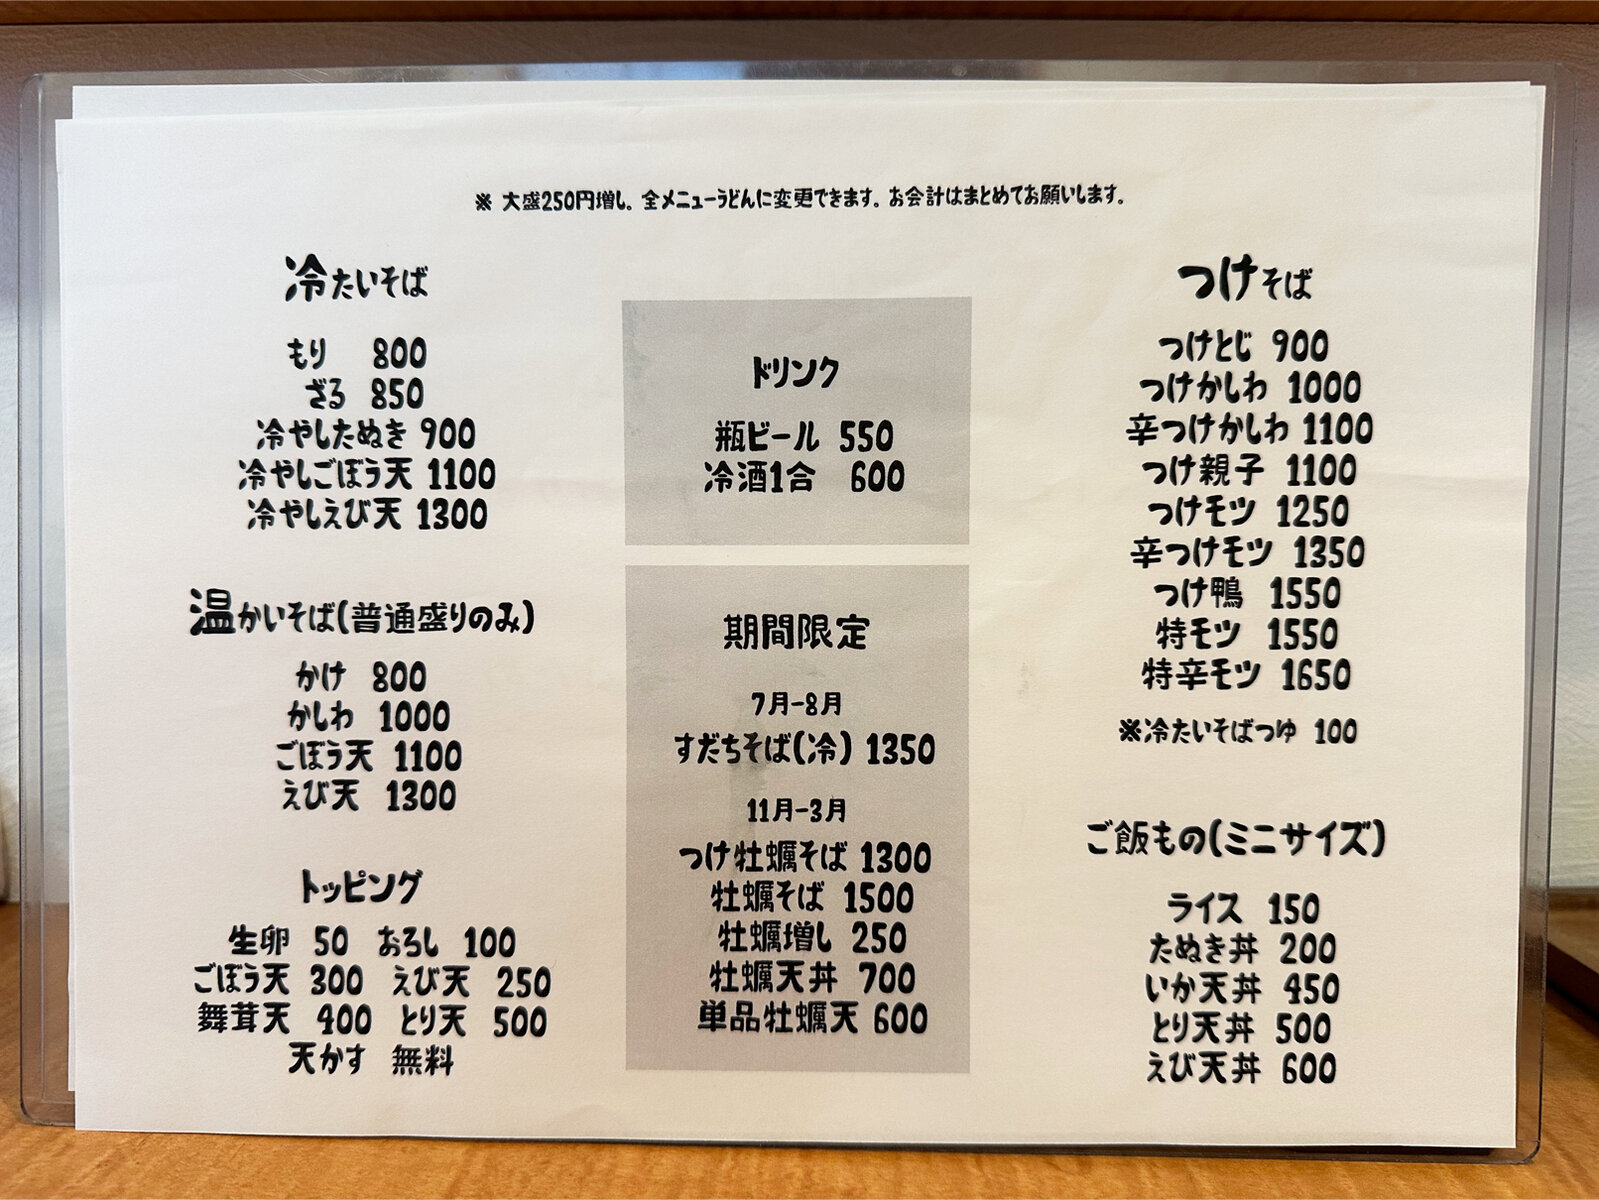 ※ 大盛250円増し。全メニューうどんに変更できます。お会計はまとめてお願いします。
冷たいそば
もり 800
ざる 850
冷やしたぬき 900
冷やしごぼう天 1100
冷やしえび天 1300
温かいそば(普通盛りのみ)
かけ 800
かしわ 1000
ごぼう天 1100
えび天 1300
トッピング
生卵 50 おろし 100
ごぼう天 300 えび天 250
舞茸天 400 とり天 500
天かす 無料
ドリンク
瓶ビール 550
冷酒1合 600
期間限定
7月-8月
すだちそば(冷) 1350
11月-3月
つけ牡蠣そば 1300
牡蠣そば 1500
牡蠣増し 250
牡蠣天丼 700
単品牡蠣天 600
つけそば
つけとじ 900
つけかしわ 1000
辛つけかしわ 1100
つけ親子 1100
つけモツ 1250
辛つけモツ 1350
つけ鴨 1550
特モツ 1550
特辛モツ 1650
※冷たいそばつゆ 100
ご飯もの(ミニサイズ)
ライス 150
たぬき丼 200
いか天丼 450
とり天丼 500
えび天丼 600